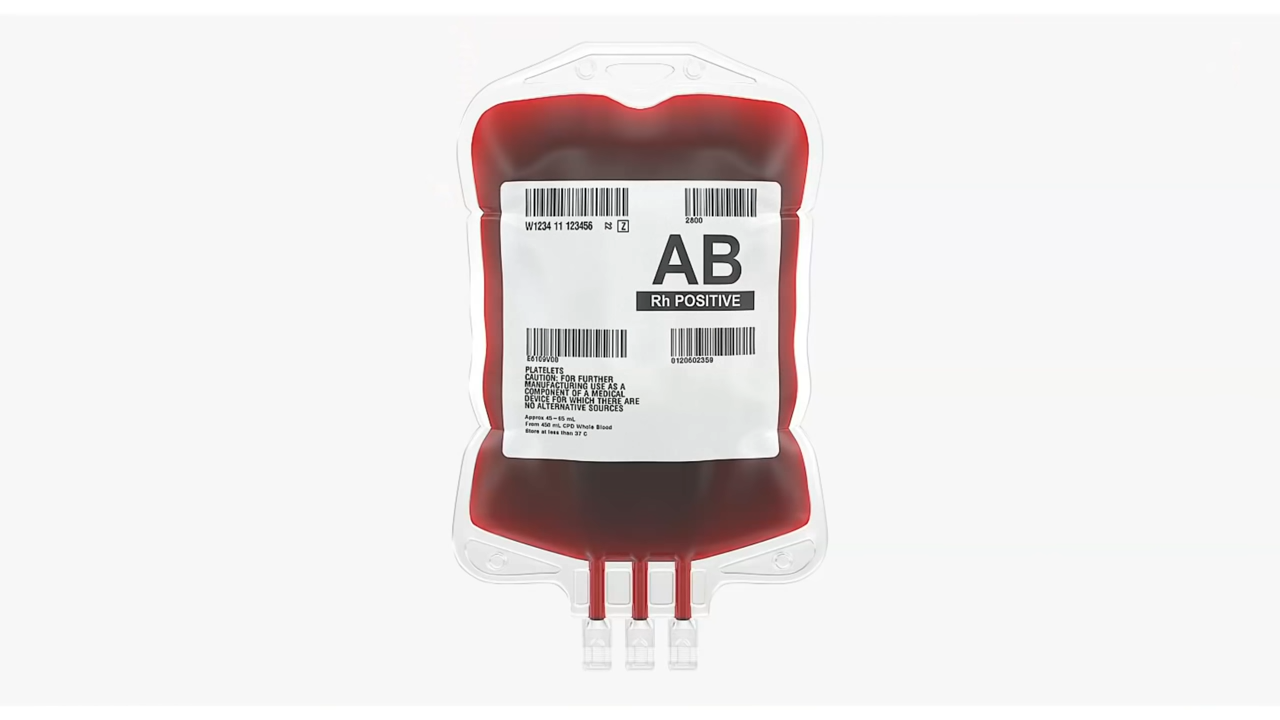 W1234 11 123456 Z
2800
AB
Rh POSITIVE
E6109V00
0120602359
PLATELETS
CAUTION: FOR FURTHER
MANUFACTURING USE AS A
COMPONENT OF A MEDICAL
DEVICE FOR WHICH THERE ARE
NO ALTERNATIVE SOURCES
Approx 45-65 mL
From 450 mL CPD Whole Blood
Store at less than 37 C